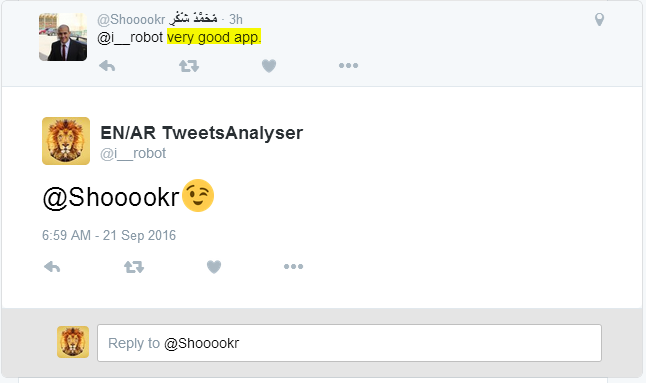 @Shooookr مُحَمَّدْ شُكْرِ · 3h
@i__robot very good app.
EN/AR TweetsAnalyser
@i__robot
@Shooookr😉
6:59 AM - 21 Sep 2016
Reply to @Shooookr